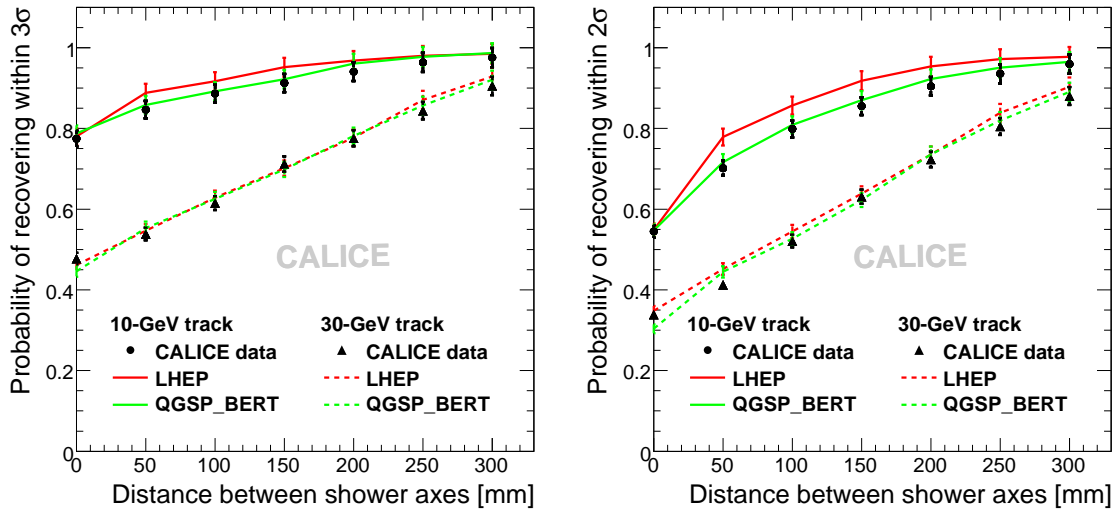 Probability of recovering within 3σ
1
0.8
0.6
0.4
0.2
0
CALICE
10-GeV track 30-GeV track
CALICE data CALICE data
LHEP LHEP
QGSP_BERT QGSP_BERT
0 50 100 150 200 250 300
Distance between shower axes [mm]
Probability of recovering within 2σ
1
0.8
0.6
0.4
0.2
0
CALICE
10-GeV track 30-GeV track
CALICE data CALICE data
LHEP LHEP
QGSP_BERT QGSP_BERT
0 50 100 150 200 250 300
Distance between shower axes [mm]